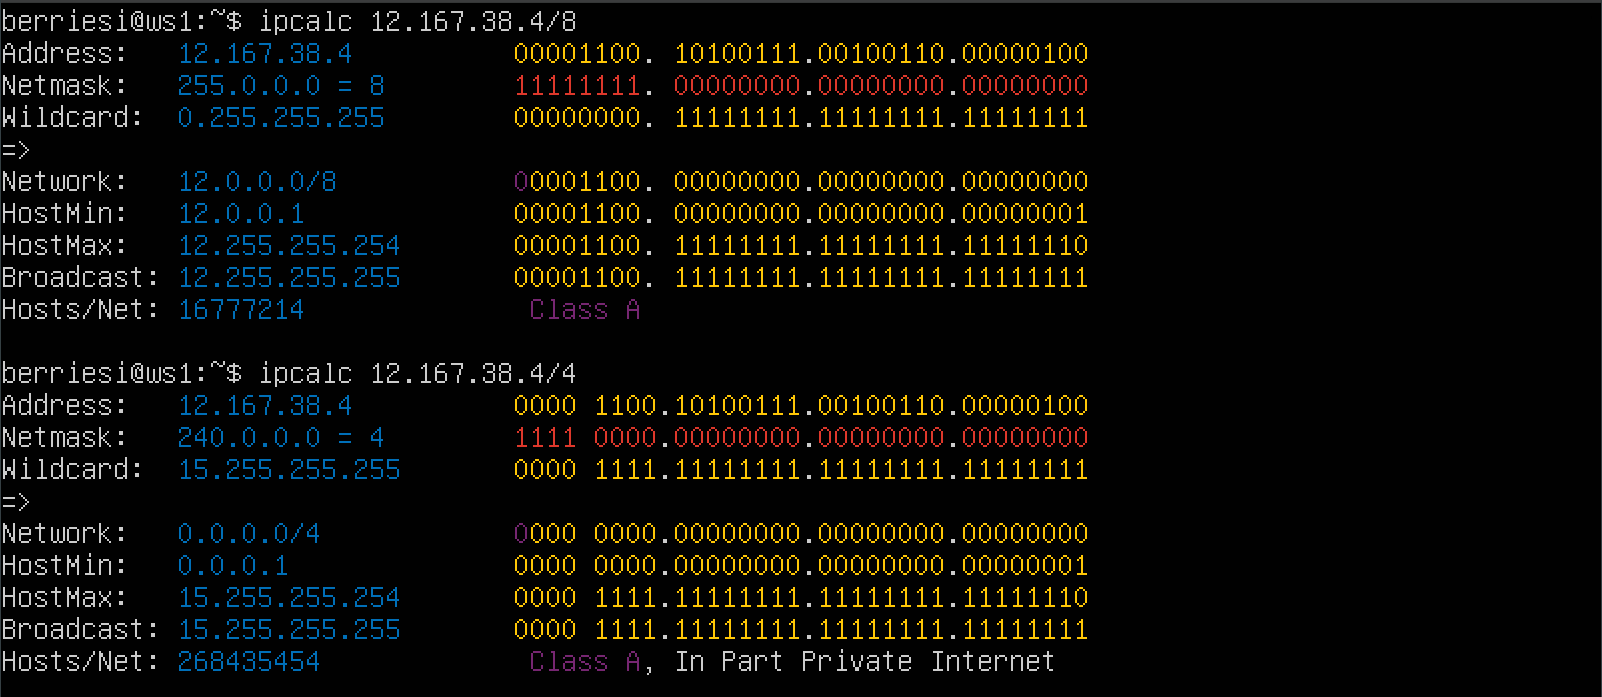 berriesi@ws1:~$ ipcalc 12.167.38.4/8
Address:   12.167.38.4          00001100. 10100111.00100110.00000100
Netmask:   255.0.0.0 = 8        11111111. 00000000.00000000.00000000
Wildcard:  0.255.255.255        00000000. 11111111.11111111.11111111
=>
Network:   12.0.0.0/8           00001100. 00000000.00000000.00000000
HostMin:   12.0.0.1             00001100. 00000000.00000000.00000001
HostMax:   12.255.255.254       00001100. 11111111.11111111.11111110
Broadcast: 12.255.255.255       00001100. 11111111.11111111.11111111
Hosts/Net: 16777214              Class A
berriesi@ws1:~$ ipcalc 12.167.38.4/4
Address:   12.167.38.4          0000 1100.10100111.00100110.00000100
Netmask:   240.0.0.0 = 4        1111 0000.00000000.00000000.00000000
Wildcard:  15.255.255.255       0000 1111.11111111.11111111.11111111
=>
Network:   0.0.0.0/4            0000 0000.00000000.00000000.00000000
HostMin:   0.0.0.1              0000 0000.00000000.00000000.00000001
HostMax:   15.255.255.254       0000 1111.11111111.11111111.11111110
Broadcast: 15.255.255.255       0000 1111.11111111.11111111.11111111
Hosts/Net: 268435454             Class A, In Part Private Internet